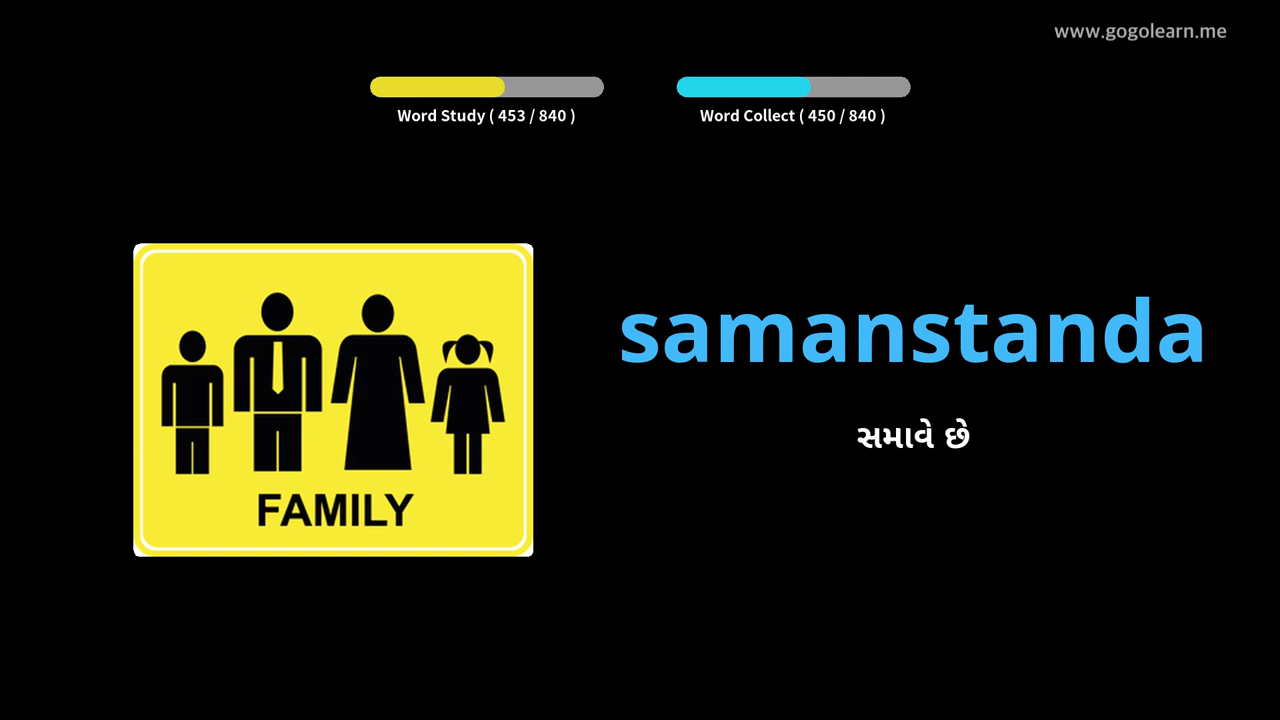 www.gogolearn.me
Word Study ( 453 / 840 )
Word Collect ( 450 / 840 )
samanstanda
સમાવે છે
FAMILY